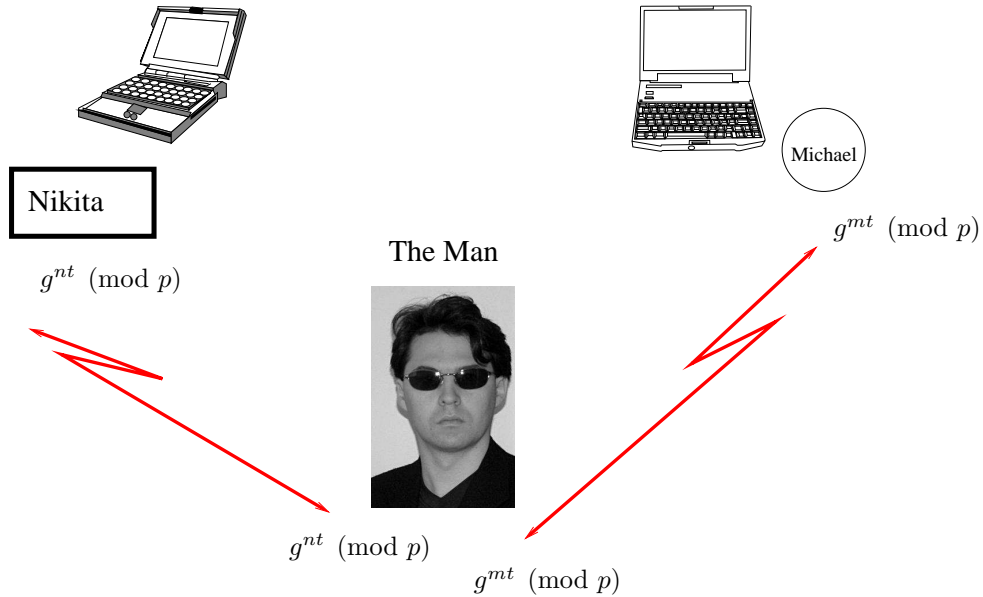 Michael
Nikita
$g^{mt}$ (mod $p$)
The Man
$g^{nt}$ (mod $p$)
$g^{nt}$ (mod $p$)
$g^{mt}$ (mod $p$)